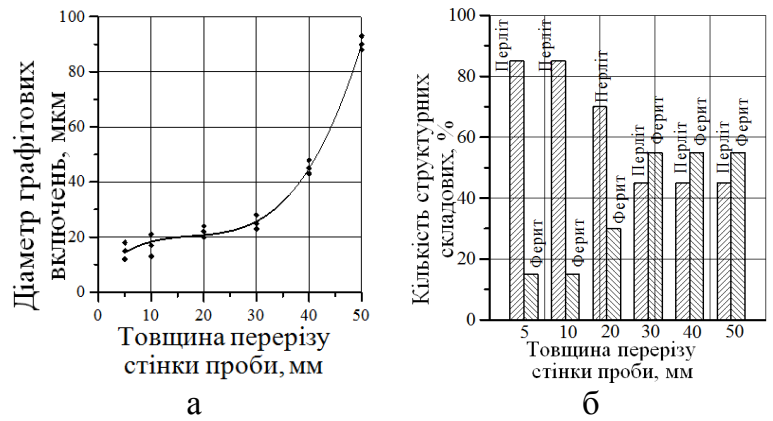 Діаметр графітових
включень, мкм
100
80
60
40
20
0
0
10
20
30
40
50
Товщина перерізу
стінки проби, мм
а
Кількість структурних
складових, %
100
80
60
40
20
0
Перліт
Ферит
Перліт
Ферит
Перліт
Ферит
Перліт
Ферит
Перліт
Ферит
Перліт
Ферит
5
10
20
30
40
50
Товщина перерізу
стінки проби, мм
б